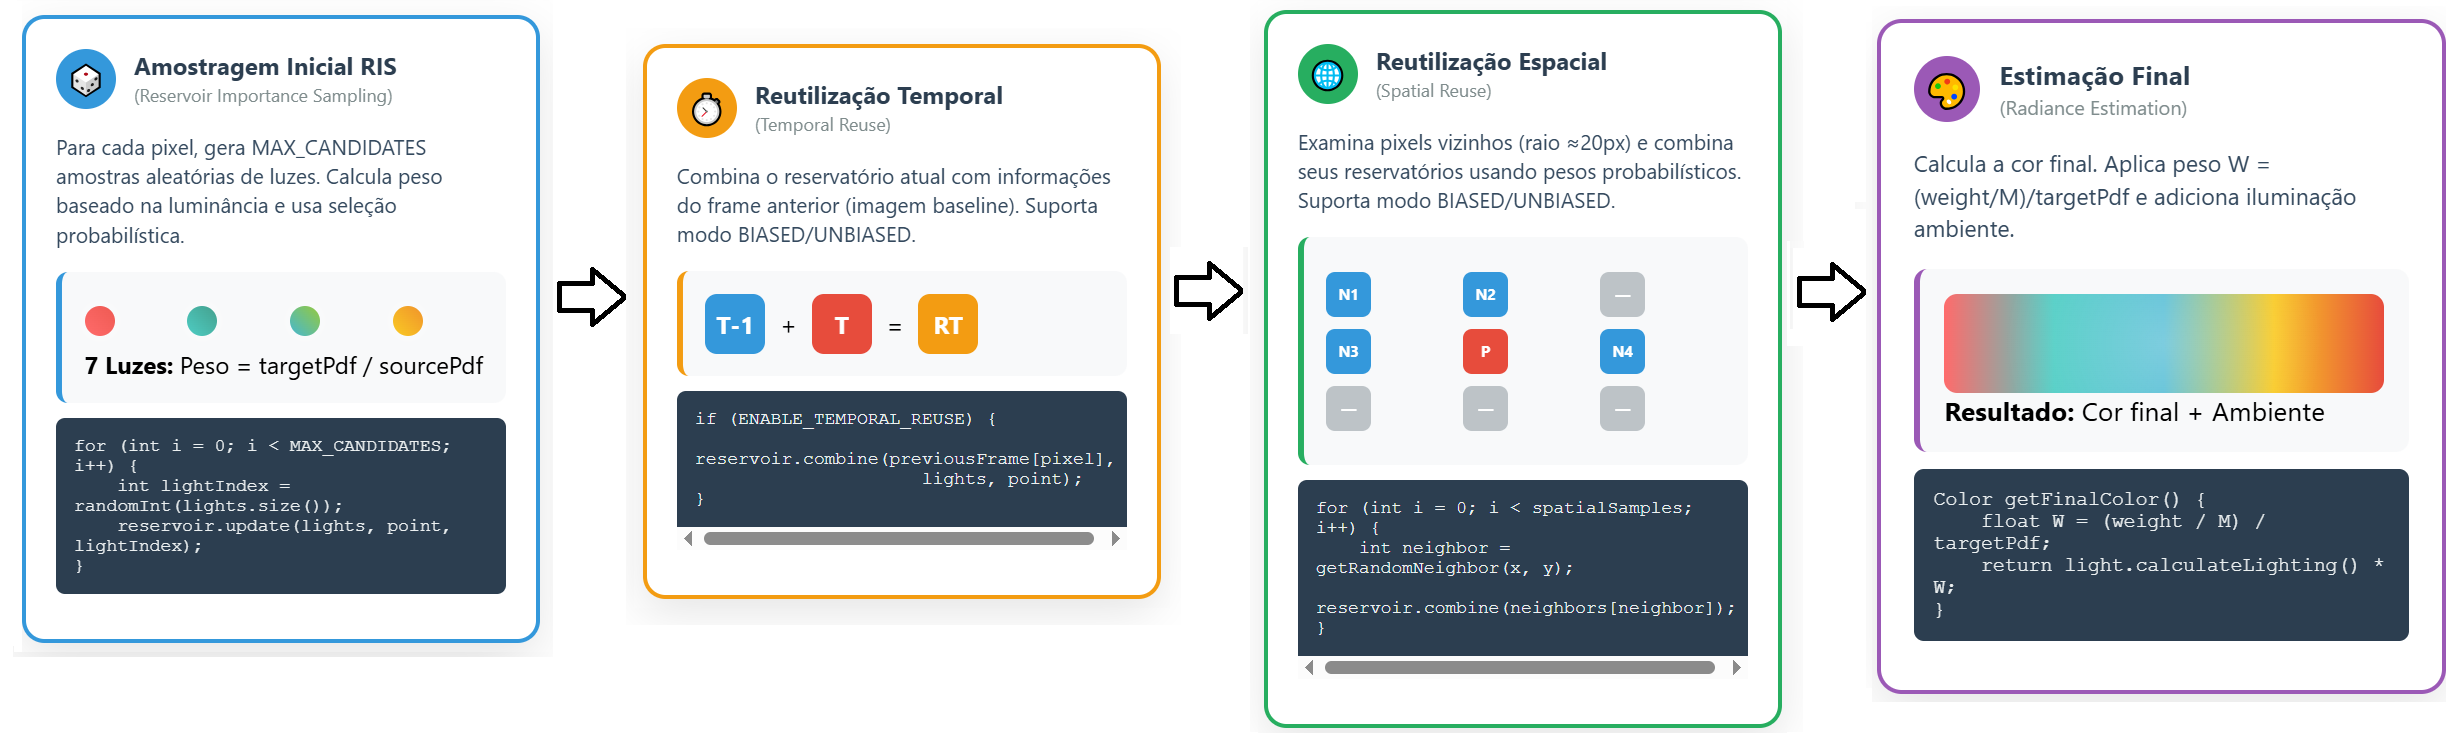 Amostragem Inicial RIS
(Reservoir Importance Sampling)
Para cada pixel, gera MAX_CANDIDATES
amostras aleatórias de luzes. Calcula peso
baseado na luminância e usa seleção
probabilística.
7 Luzes: Peso = targetPdf / sourcePdf
for (int i = 0; i < MAX_CANDIDATES;
i++) {
    int lightIndex =
randomInt(lights.size());
    reservoir.update(lights, point,
lightIndex);
}
Reutilização Temporal
(Temporal Reuse)
Combina o reservatório atual com informações
do frame anterior (imagem baseline). Suporta
modo BIASED/UNBIASED.
T-1 + T = RT
if (ENABLE_TEMPORAL_REUSE) {
reservoir.combine(previousFrame[pixel],
                     lights, point);
}
Reutilização Espacial
(Spatial Reuse)
Examina pixels vizinhos (raio ≈20px) e combina
seus reservatórios usando pesos probabilísticos.
Suporta modo BIASED/UNBIASED.
N1 N2 —
N3 P N4
— — —
for (int i = 0; i < spatialSamples;
i++) {
    int neighbor =
getRandomNeighbor(x, y);
reservoir.combine(neighbors[neighbor]);
}
Estimação Final
(Radiance Estimation)
Calcula a cor final. Aplica peso W =
(weight/M)/targetPdf e adiciona iluminação
ambiente.
Resultado: Cor final + Ambiente
Color getFinalColor() {
    float W = (weight / M) /
targetPdf;
    return light.calculateLighting() *
W;
}